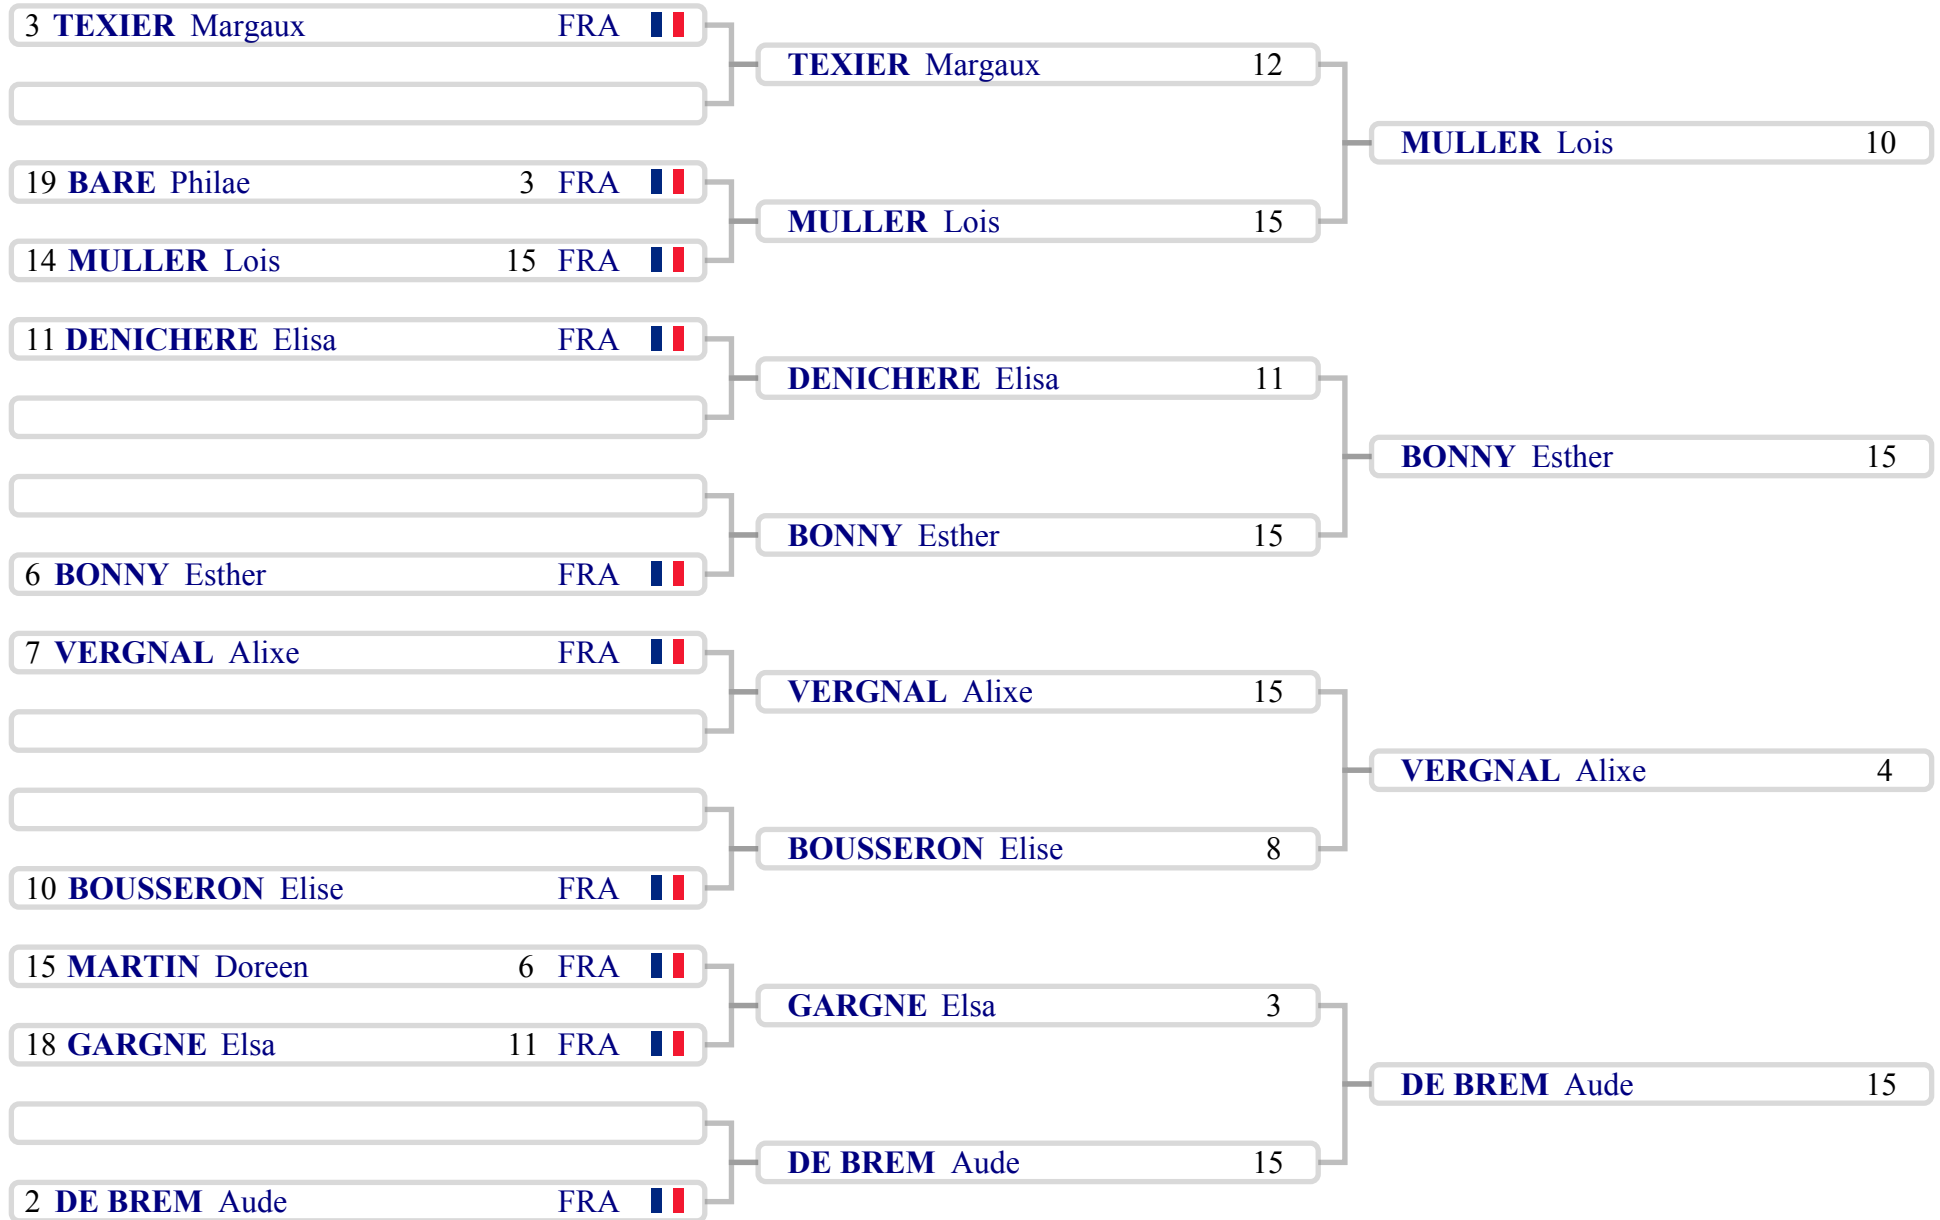 3 TEXIER Margaux FRA
19 BARE Philae 3 FRA
14 MULLER Lois 15 FRA
11 DENICHERE Elisa FRA
6 BONNY Esther FRA
7 VERGNAL Alixe FRA
10 BOUSSERON Elise FRA
15 MARTIN Doreen 6 FRA
18 GARGNE Elsa 11 FRA
2 DE BREM Aude FRA
TEXIER Margaux 12
MULLER Lois 15
DENICHERE Elisa 11
BONNY Esther 15
VERGNAL Alixe 15
BOUSSERON Elise 8
GARGNE Elsa 3
DE BREM Aude 15
MULLER Lois 10
BONNY Esther 15
VERGNAL Alixe 4
DE BREM Aude 15